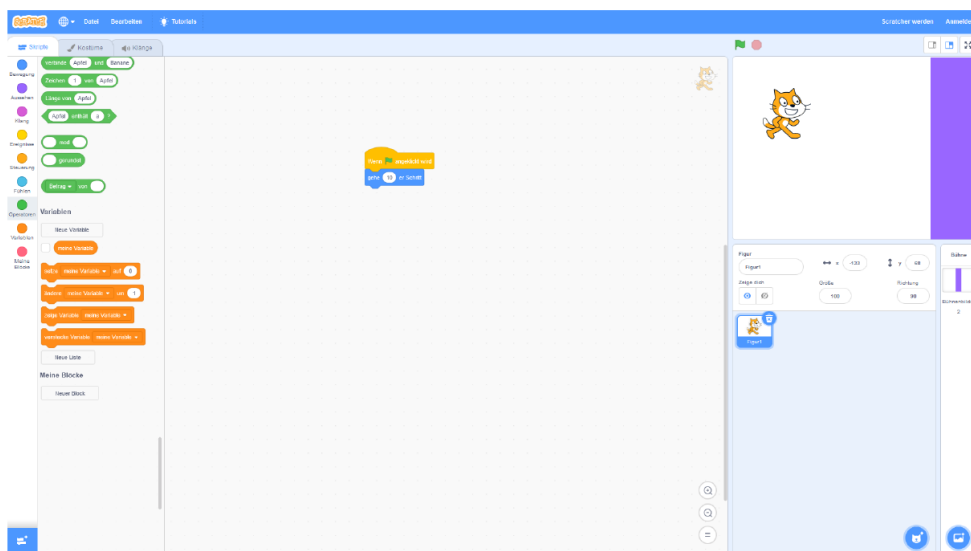 SCRATCH
Datei
Bearbeiten
Tutorials
Scratcher werden
Anmelde
Skripte
Kostüme
Klänge
Bewegung
Aussehen
Klang
Ereignisse
Steuerung
Fühlen
Operatoren
Variablen
Meine
Blöcke
verbinde Apfel und Banane
Zeichen 1 von Apfel
Länge von Apfel
Apfel enthält a ?
mod
gerundet
Betrag von
Variablen
Neue Variable
meine Variable
setze meine Variable auf 0
ändere meine Variable um 1
zeige Variable meine Variable
verstecke Variable meine Variable
Neue Liste
Meine Blöcke
Neuer Block
Wenn angeklickt wird
gehe 10 er Schritt
Figur
Figur1
x
y
Zeige dich
Größe
100
Richtung
Figur1
Bühne
2